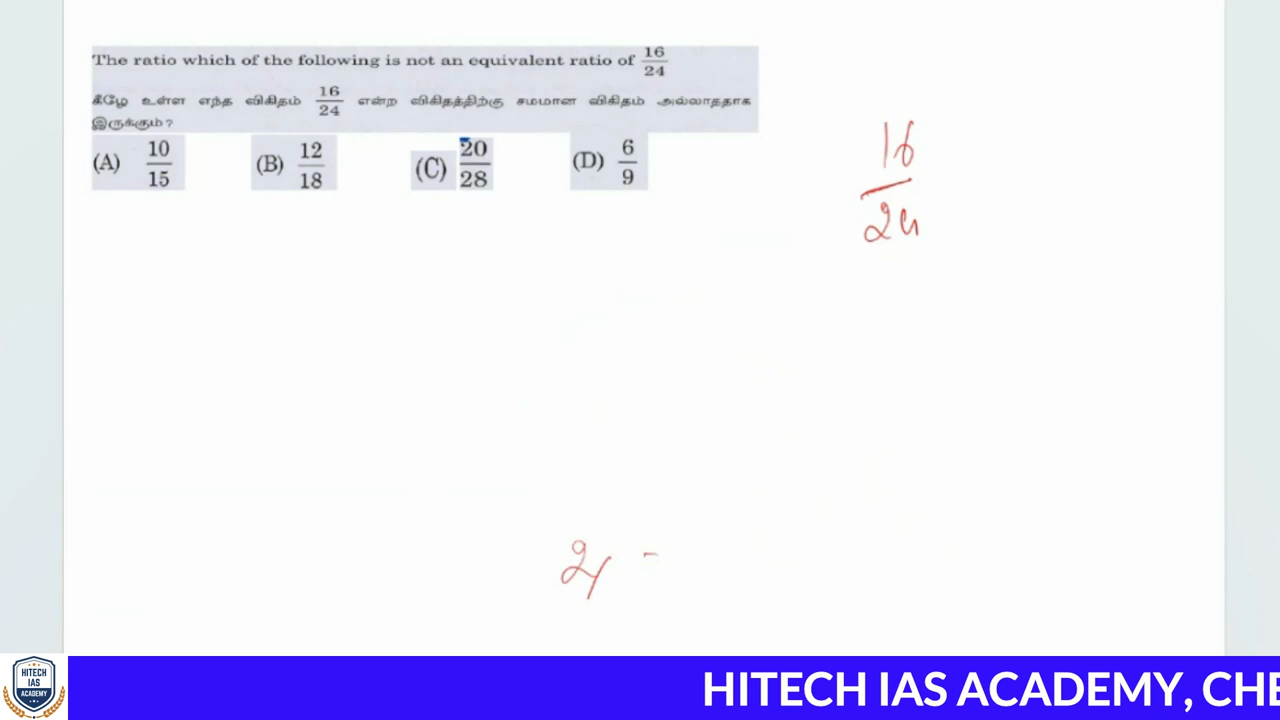 The ratio which of the following is not an equivalent ratio of 16/24
கீழே உள்ள எந்த விகிதம் 16/24 என்ற விகிதத்திற்கு சமமான விகிதம் அல்லாததாக
இருக்கும்?
(A) 10/15 (B) 12/18 (C) 20/28 (D) 6/9
16
24
HITECH
IAS
ACADEMY
HITECH IAS ACADEMY, CHE